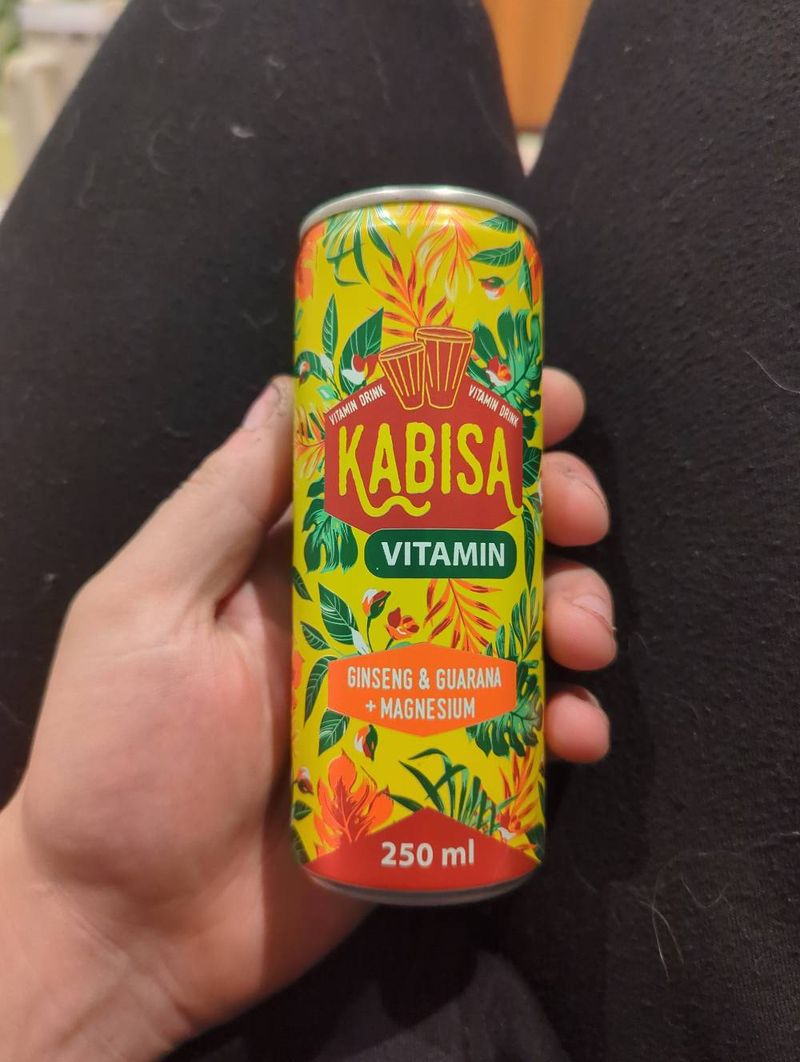 VITAMIN DRINK
VITAMIN DRINK
KABISA
VITAMIN
GINSENG & GUARANA
+ MAGNESIUM
250 ml